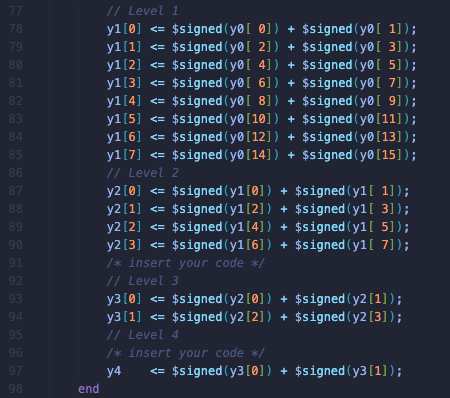 77 // Level 1
78 y1[0] <= $signed(y0[ 0]) + $signed(y0[ 1]);
79 y1[1] <= $signed(y0[ 2]) + $signed(y0[ 3]);
80 y1[2] <= $signed(y0[ 4]) + $signed(y0[ 5]);
81 y1[3] <= $signed(y0[ 6]) + $signed(y0[ 7]);
82 y1[4] <= $signed(y0[ 8]) + $signed(y0[ 9]);
83 y1[5] <= $signed(y0[10]) + $signed(y0[11]);
84 y1[6] <= $signed(y0[12]) + $signed(y0[13]);
85 y1[7] <= $signed(y0[14]) + $signed(y0[15]);
86 // Level 2
87 y2[0] <= $signed(y1[0]) + $signed(y1[ 1]);
88 y2[1] <= $signed(y1[2]) + $signed(y1[ 3]);
89 y2[2] <= $signed(y1[4]) + $signed(y1[ 5]);
90 y2[3] <= $signed(y1[6]) + $signed(y1[ 7]);
91 /* insert your code */
92 // Level 3
93 y3[0] <= $signed(y2[0]) + $signed(y2[1]);
94 y3[1] <= $signed(y2[2]) + $signed(y2[3]);
95 // Level 4
96 /* insert your code */
97 y4    <= $signed(y3[0]) + $signed(y3[1]);
98 end